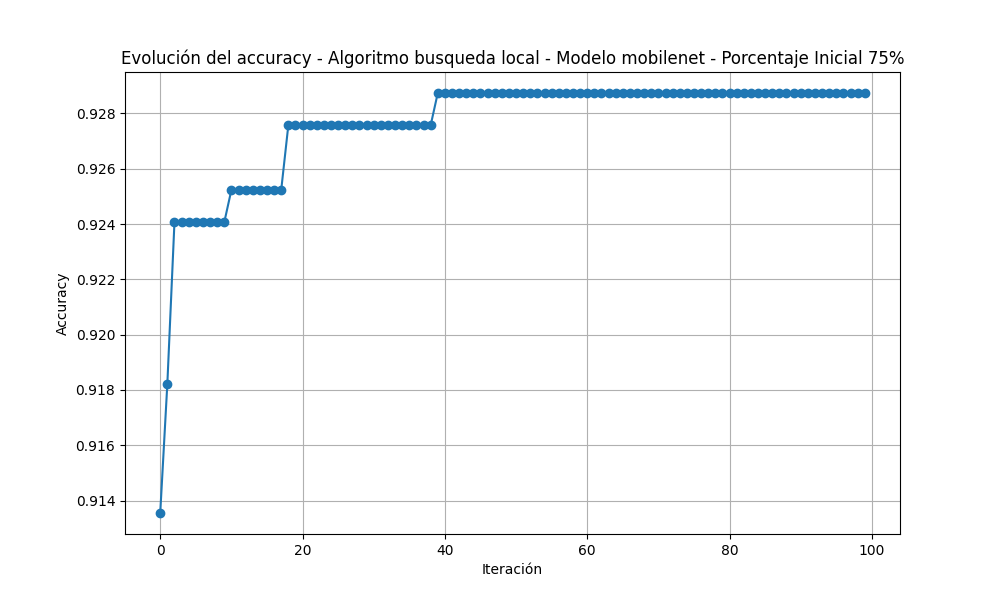 Evolución del accuracy - Algoritmo busqueda local - Modelo mobilenet - Porcentaje Inicial 75%
0.928
0.926
0.924
0.922
0.920
0.918
0.916
0.914
Accuracy
0 20 40 60 80 100
Iteración